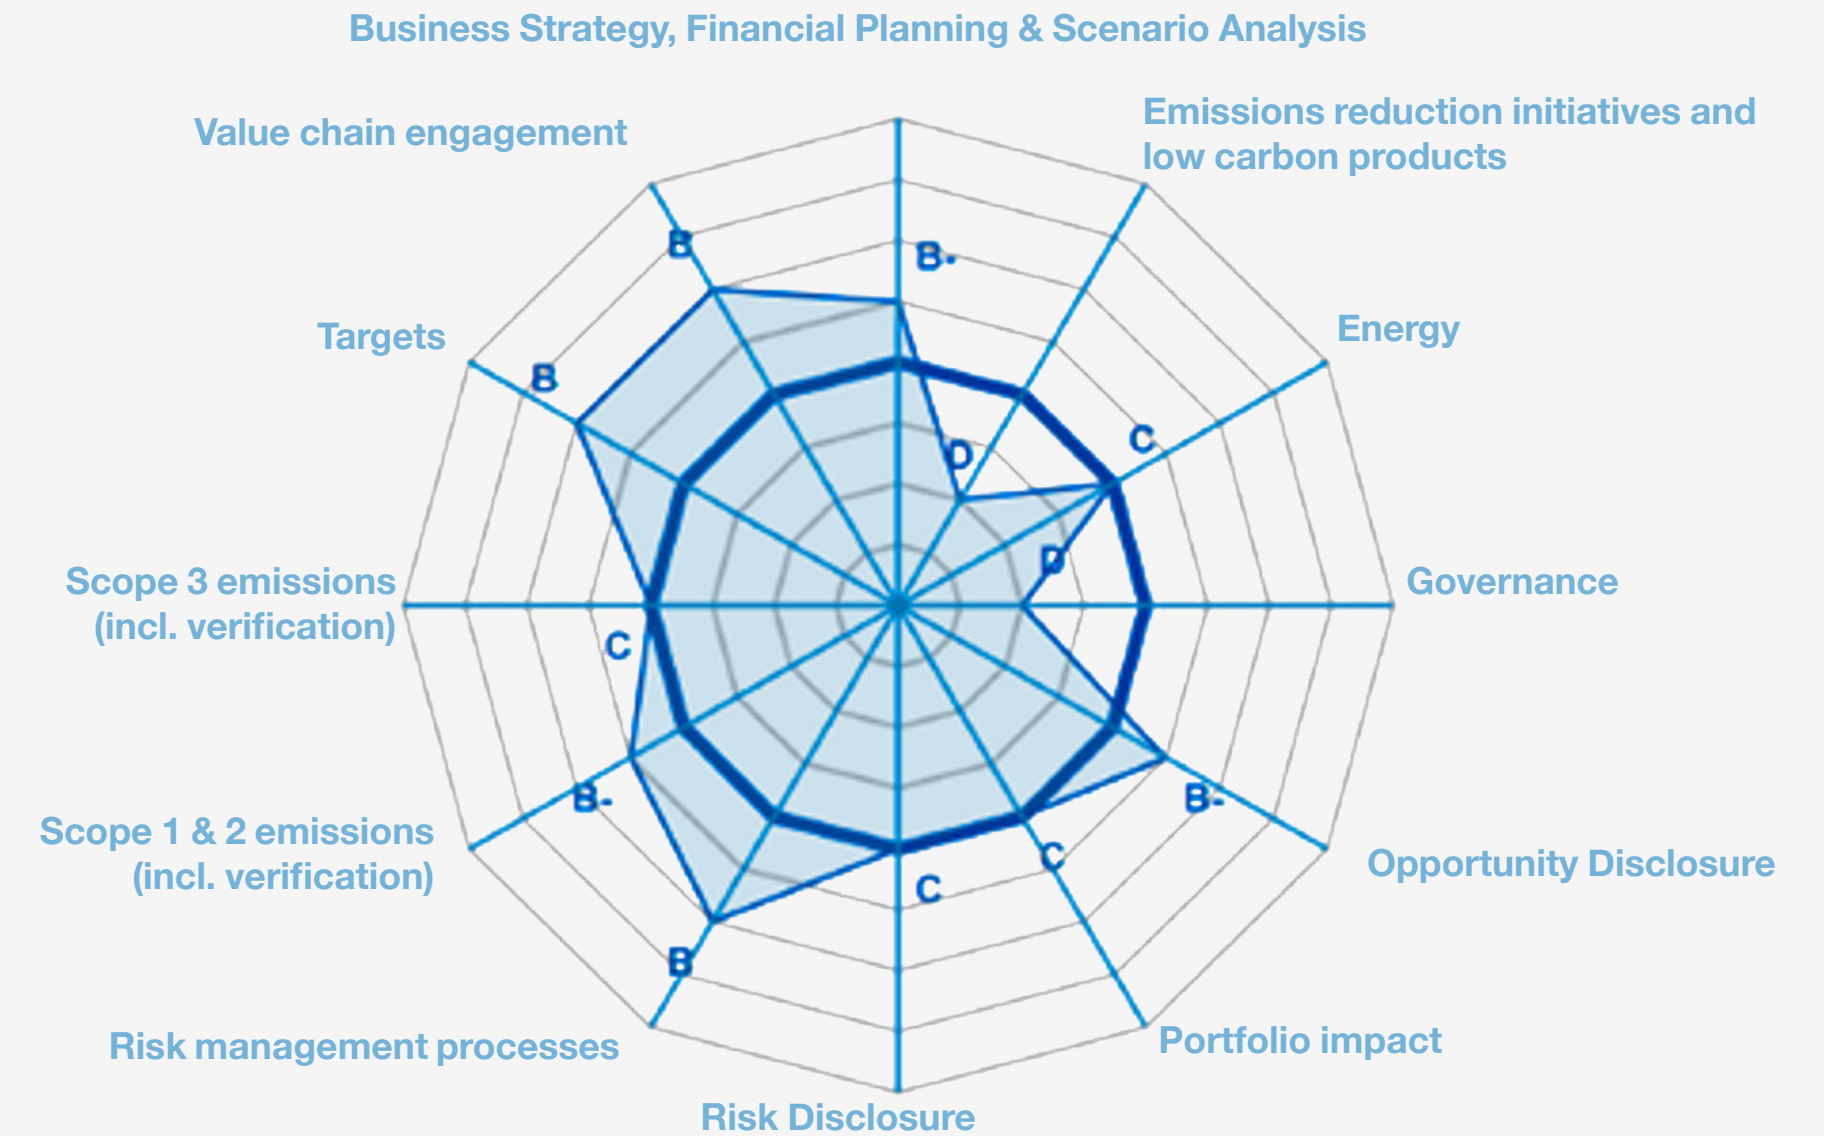 Business Strategy, Financial Planning & Scenario Analysis
Emissions reduction initiatives and
low carbon products
Value chain engagement
B
B-
Energy
Targets
B
C
D
D
Governance
Scope 3 emissions
(incl. verification)
C
B-
B-
Scope 1 & 2 emissions
(incl. verification)
Opportunity Disclosure
C
C
B
Risk management processes
Portfolio impact
Risk Disclosure